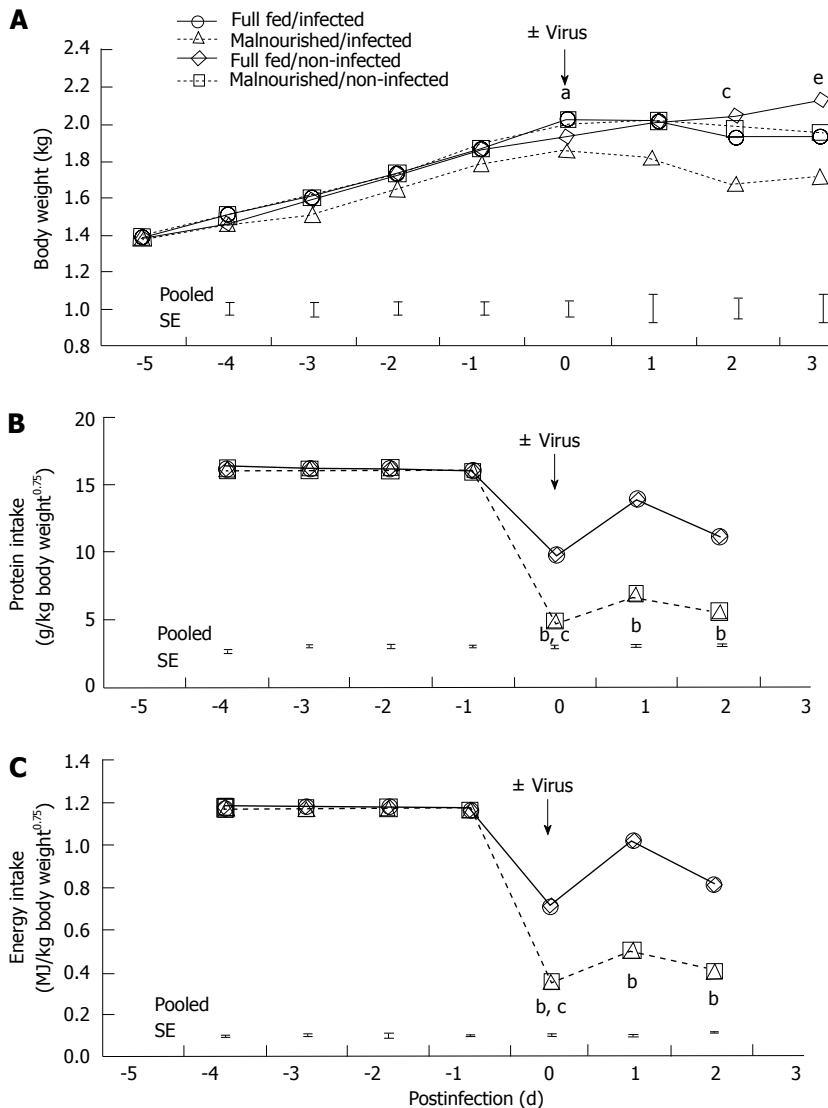 A
Full fed/infected
Malnourished/infected
Full fed/non-infected
Malnourished/non-infected
± Virus
a
c
e
Body weight (kg)
2.4
2.2
2.0
1.8
1.6
1.4
1.2
1.0
0.8
Pooled
SE
-5 -4 -3 -2 -1 0 1 2 3
B
± Virus
Protein intake
(g/kg body weight0.75)
20
15
10
5
0
b, c
b
b
Pooled
SE
-5 -4 -3 -2 -1 0 1 2 3
C
± Virus
Energy intake
(MJ/kg body weight0.75)
1.4
1.2
1.0
0.8
0.6
0.4
0.2
0.0
b, c
b
b
Pooled
SE
-5 -4 -3 -2 -1 0 1 2 3
Postinfection (d)